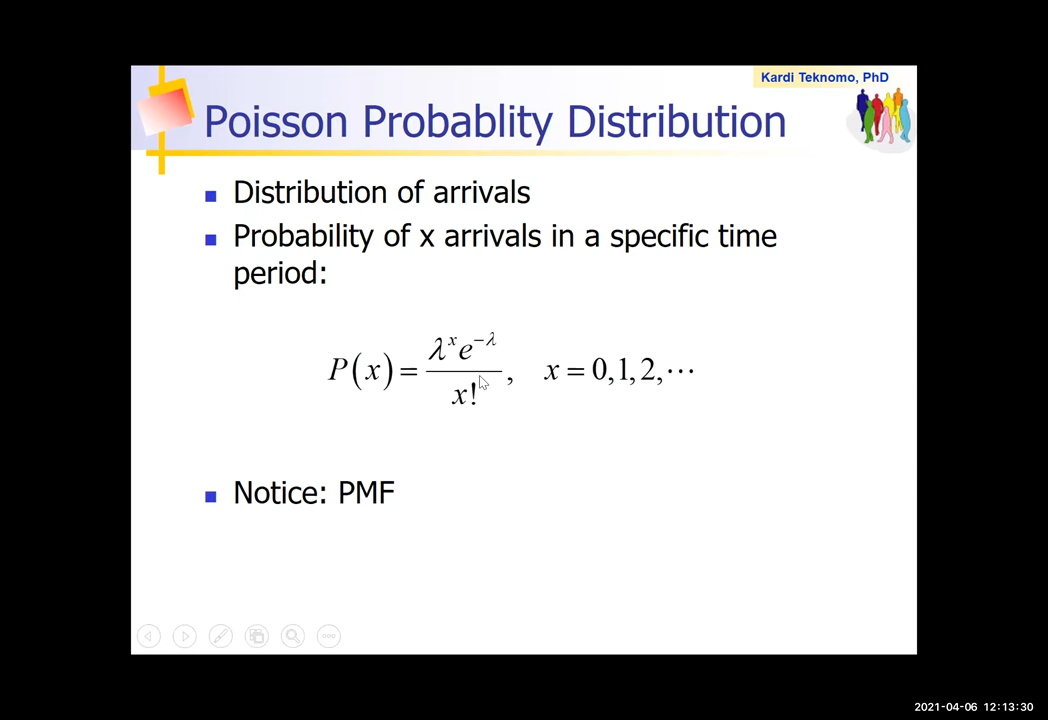 Kardi Teknomo, PhD
Poisson Probablity Distribution
Distribution of arrivals
Probability of x arrivals in a specific time
period:
P(x) = \frac{λ^x e^{-λ}}{x!}, x = 0,1,2,⋯
Notice: PMF
2021-04-06 12:13:30